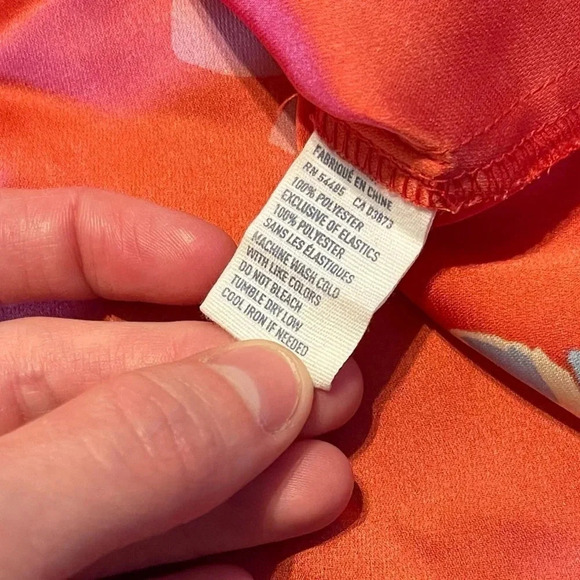 FABRIQUÉ EN CHINE
RN 54485 CA 03873
100% POLYESTER
EXCLUSIVE OF ELASTICS
100% POLYESTER
SANS LES ÉLASTIQUES
MACHINE WASH COLD
WITH LIKE COLORS
DO NOT BLEACH
TUMBLE DRY LOW
COOL IRON IF NEEDED